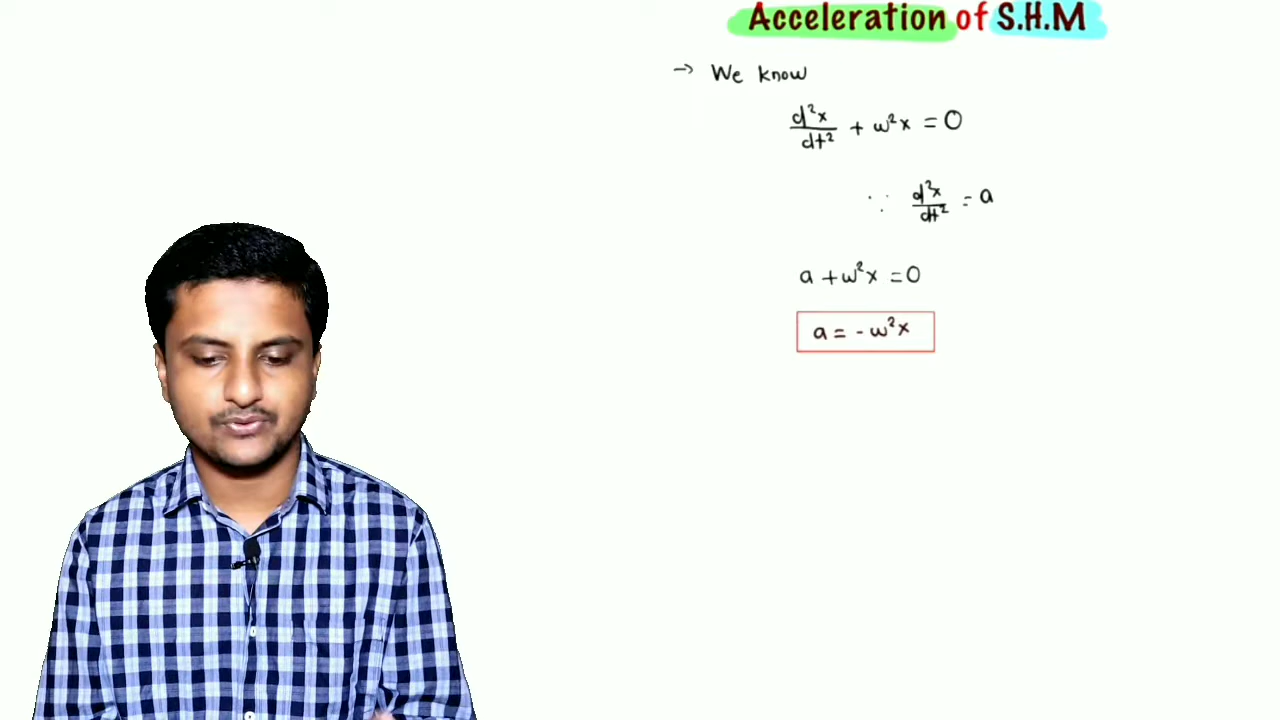 Acceleration of S.H.M
→ We know
d²x/dt² + ω²x = 0
∵ d²x/dt² = a
a + ω²x = 0
a = - ω²x